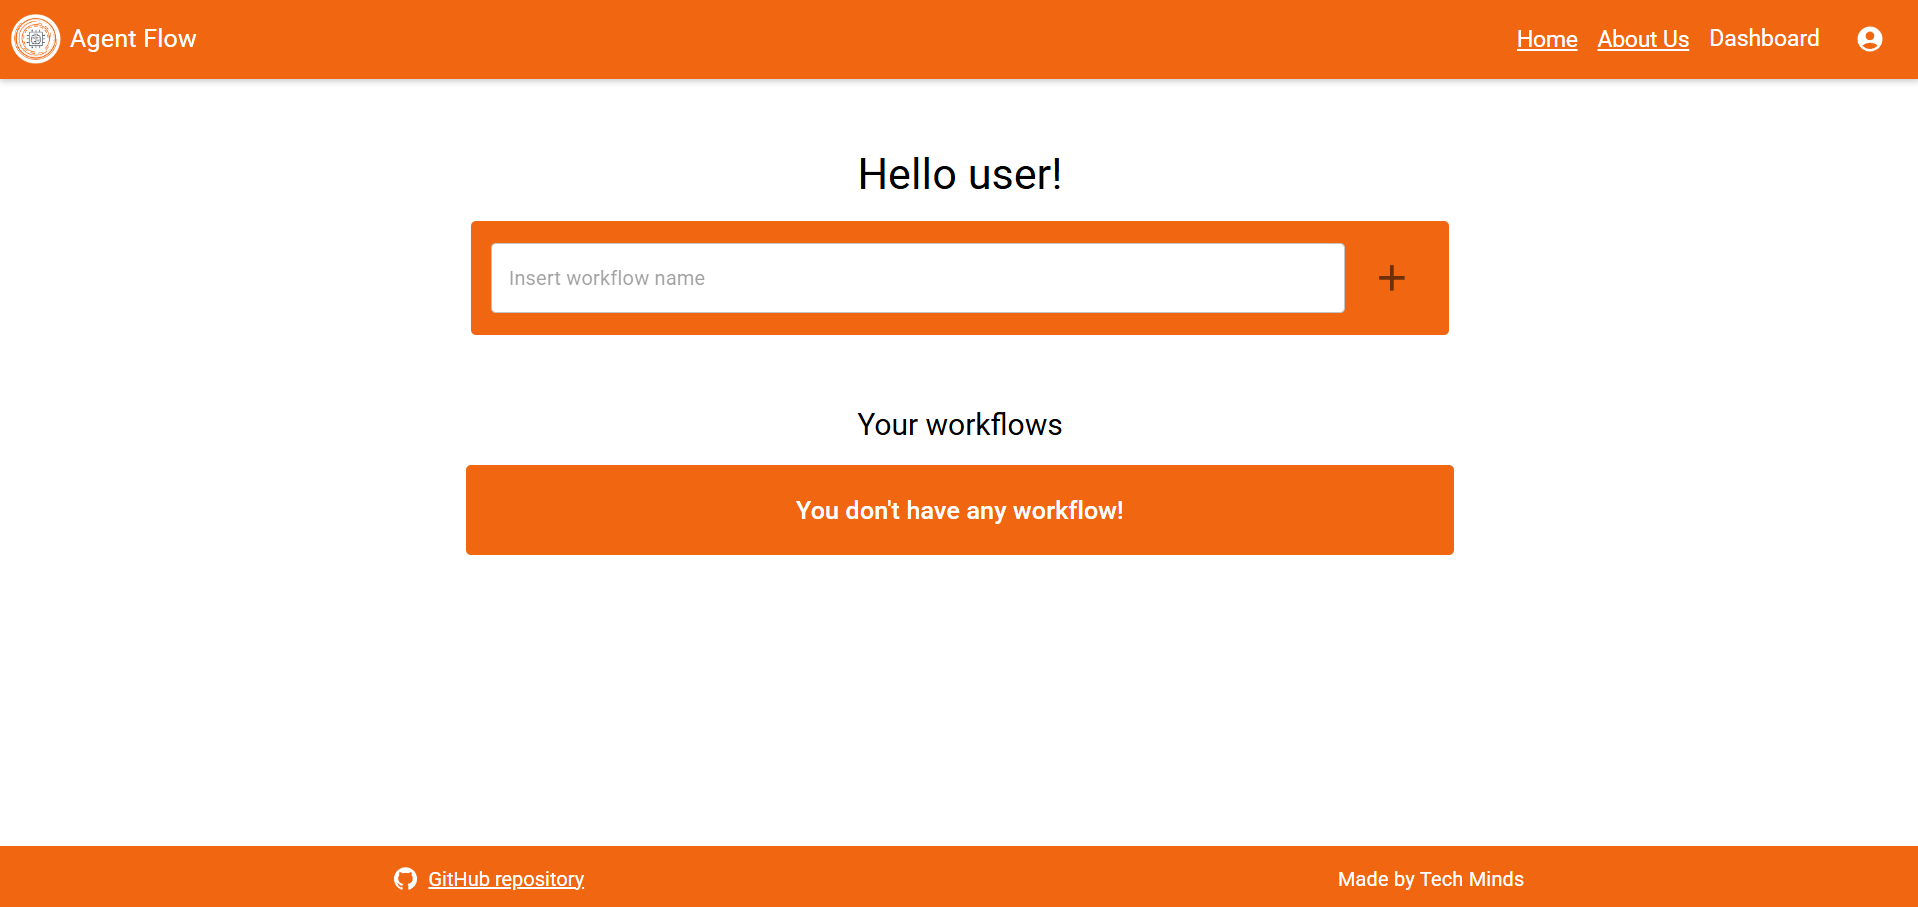 Agent Flow
Home About Us Dashboard
Hello user!
Insert workflow name
Your workflows
You don't have any workflow!
GitHub repository
Made by Tech Minds